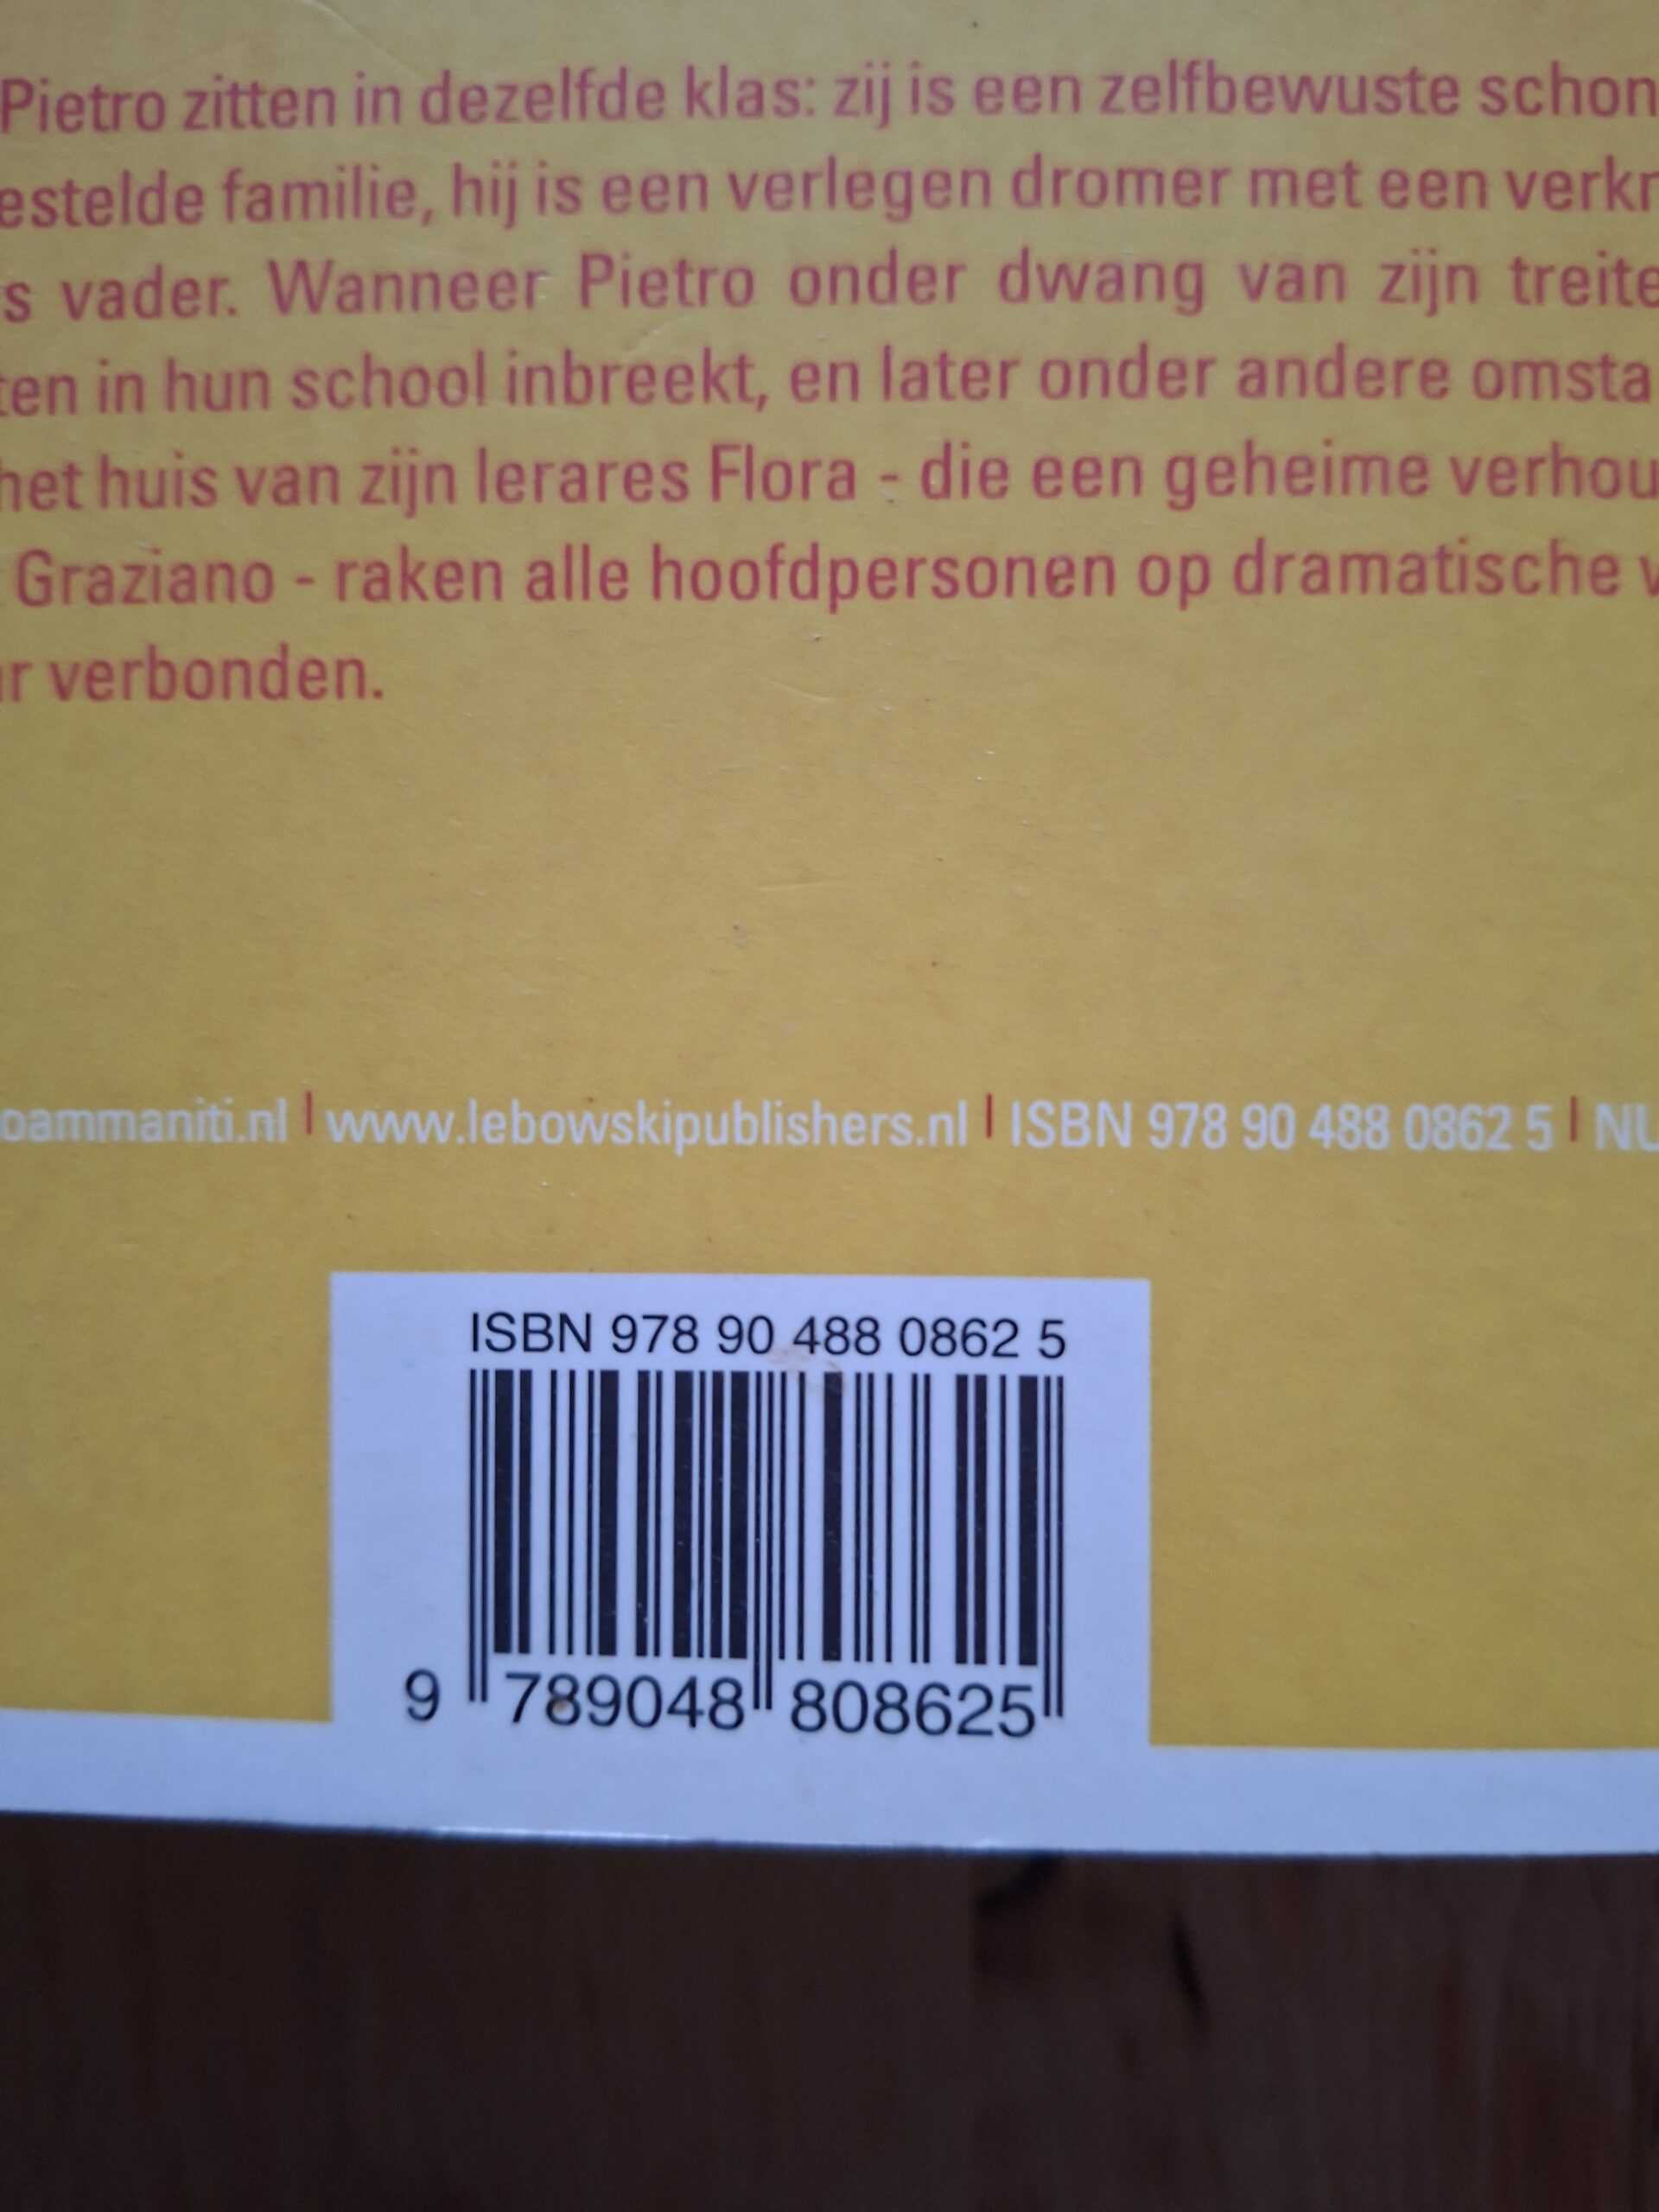 Pietro zitten in dezelfde klas: zij is een zelfbewuste schon
estelde familie, hij is een verlegen dromer met een verkr
s vader. Wanneer Pietro onder dwang van zijn treite
ten in hun school inbreekt, en later onder andere omsta
het huis van zijn lerares Flora - die een geheime verhou
Graziano - raken alle hoofdpersonen op dramatische v
ar verbonden.
oammaniti.nl | www.lebowskipublishers.nl | ISBN 978 90 488 0862 5 | NU
ISBN 978 90 488 0862 5
9 789048 808625